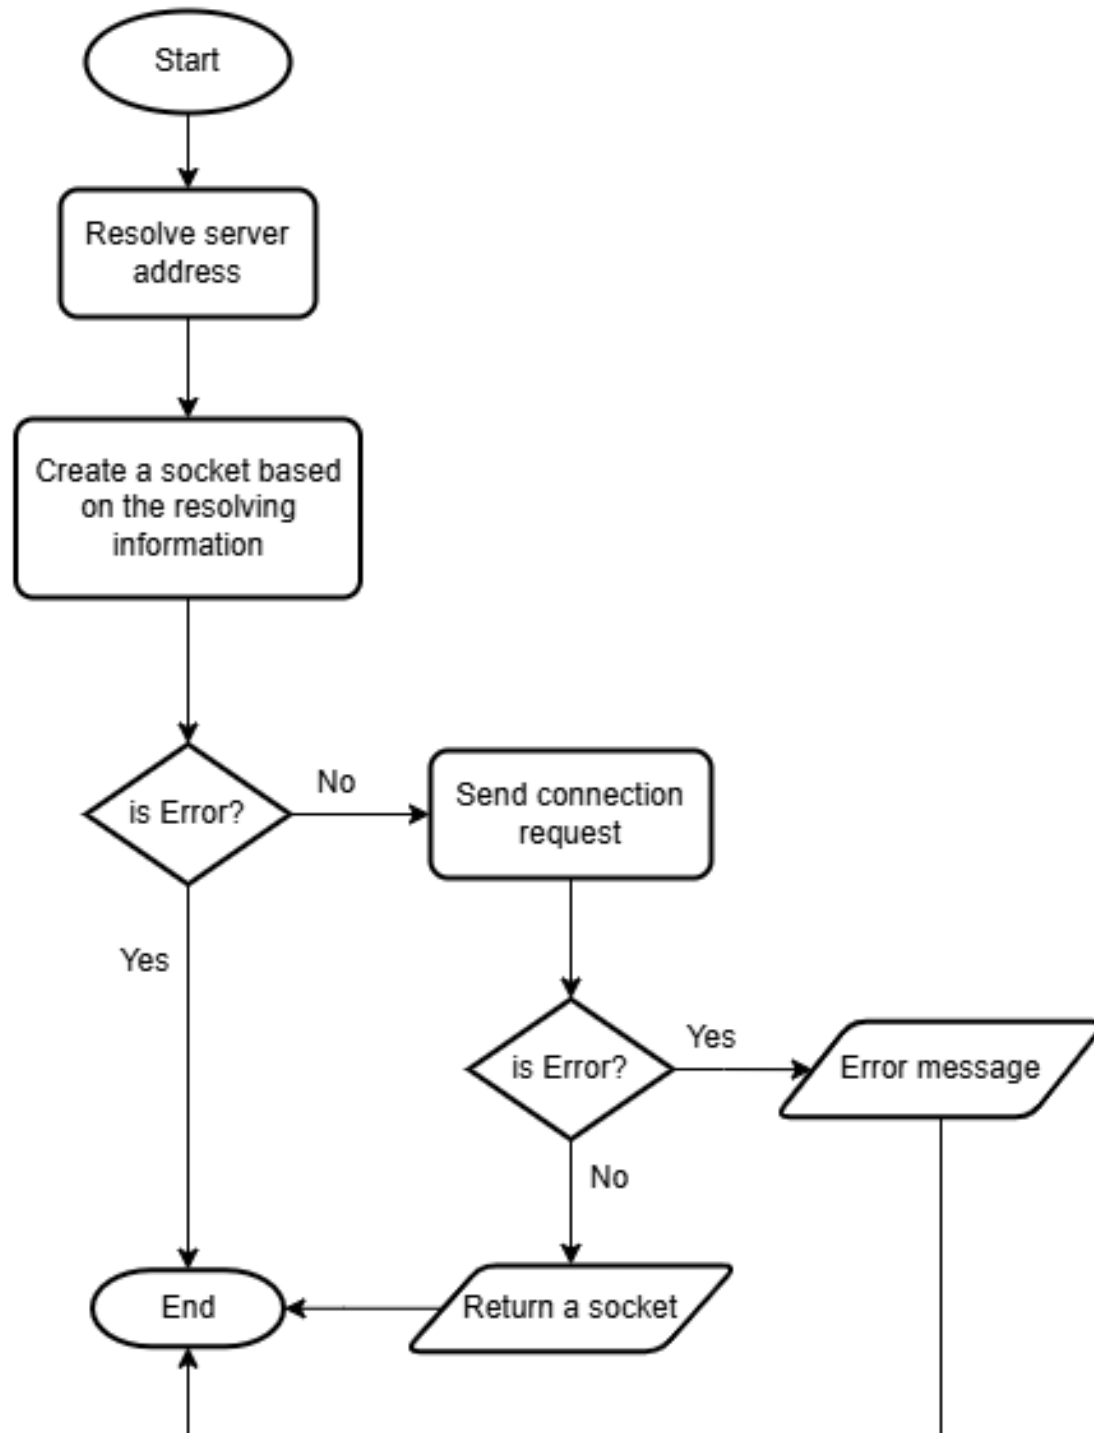 Start
Resolve server
address
Create a socket based
on the resolving
information
is Error?
No
Send connection
request
Yes
is Error?
Yes
Error message
No
End
Return a socket